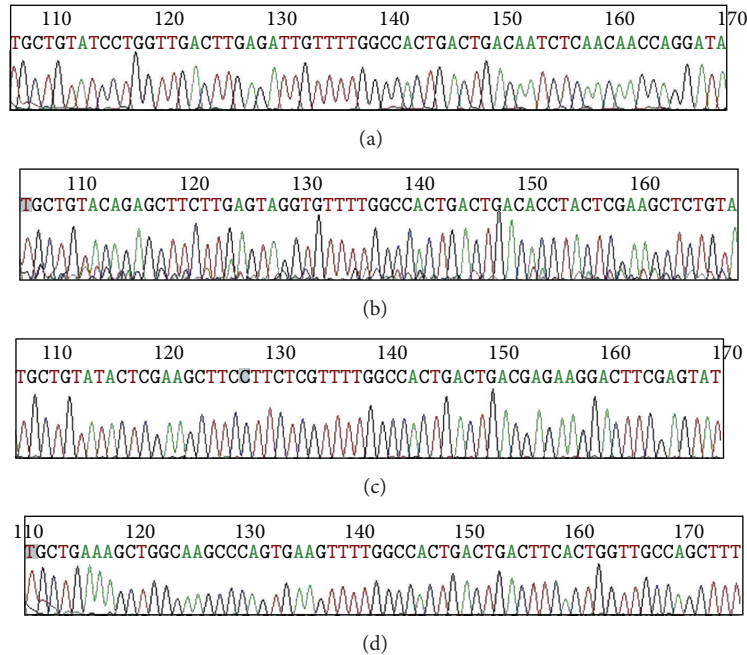 110 120 130 140 150 160 170
TGCTGTATCCTGGTTGACTTGAGATTGTTTTGGCCACTGACTGACAATCTCAACAACCAGGATA
(a)
110 120 130 140 150 160
TGCTGTACAGAGCTTCTTGAGTAGGTGTTTTGGCCACTGACTGACACCTACTCGAAGCTCTGTA
(b)
110 120 130 140 150 160 170
TGCTGTATACTCGAAGCTTCCTTCTCGTTTTGGCCACTGACTGACGAGAAGGACTTCGAGTAT
(c)
110 120 130 140 150 160 170
TGCTGAAAGCTGGCAAGCCCAGTGAAGTTTTGGCCACTGACTGACTTCACTGGTTGCCAGCTTT
(d)